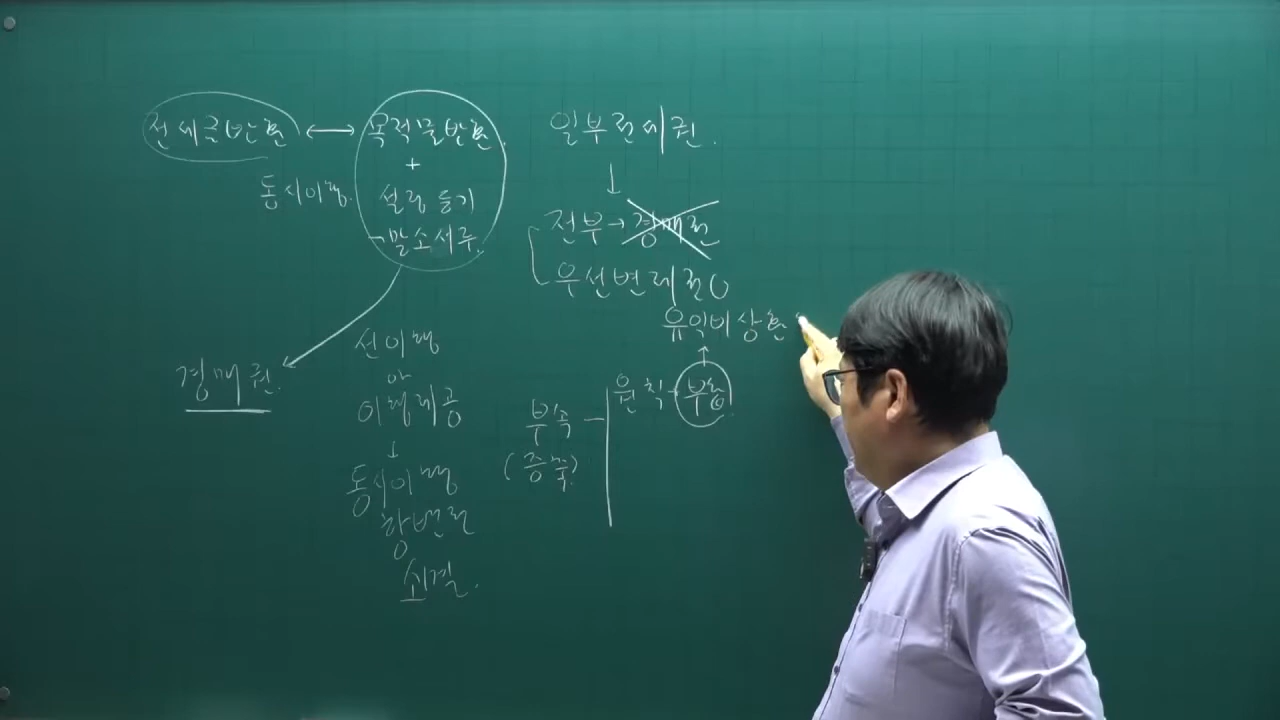 전세금반환 ↔ 목적물반환
+
동시이행.
설정 등기
말소서류.
경매권.
선이행
아
이행제공
↓
동시이행
항변권
소멸.
일부전세권.
↓
전부→경매권
우선변제권 O
유익비상환
↑
원칙→부합
부속
(증축)